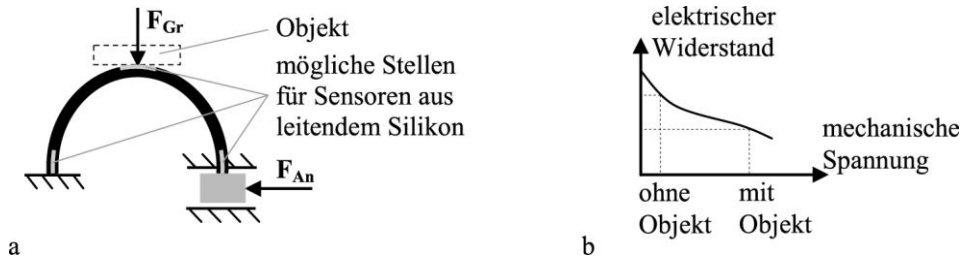 F_Gr
Objekt
mögliche Stellen
für Sensoren aus
leitendem Silikon
F_An
a
elektrischer
Widerstand
mechanische
Spannung
ohne
Objekt
mit
Objekt
b